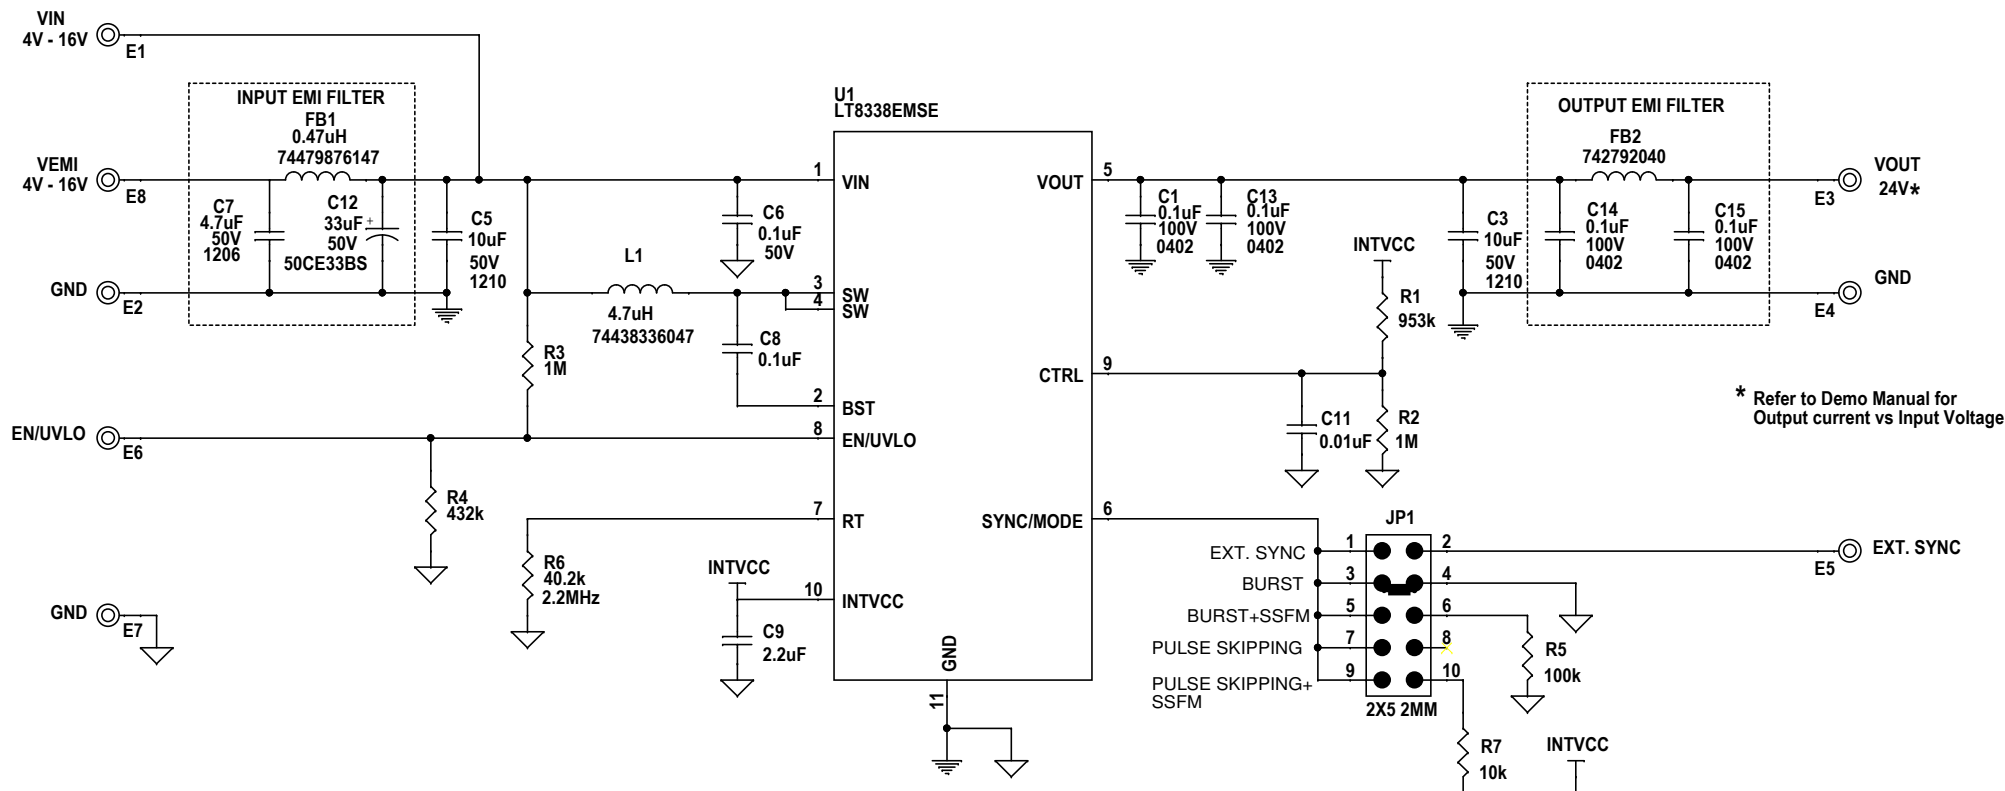 VIN
4V - 16V
E1
INPUT EMI FILTER
FB1
0.47uH
74479876147
VEMI
4V - 16V
E8
C7
4.7uF
50V
1206
C12
33uF
+
50V
50CE33BS
C5
10uF
50V
1210
GND
E2
C6
0.1uF
50V
L1
4.7uH
74438336047
C8
0.1uF
R3
1M
EN/UVLO
E6
R4
432k
R6
40.2k
2.2MHz
GND
E7
INTVCC
C9
2.2uF
U1
LT8338EMSE
1
VIN
3
SW
4
SW
2
BST
8
EN/UVLO
7
RT
10
INTVCC
GND
11
5
VOUT
9
CTRL
6
SYNC/MODE
C1
0.1uF
100V
0402
C13
0.1uF
100V
0402
INTVCC
R1
953k
C11
0.01uF
R2
1M
C3
10uF
50V
1210
OUTPUT EMI FILTER
FB2
742792040
C14
0.1uF
100V
0402
C15
0.1uF
100V
0402
VOUT
24V*
E3
GND
E4
* Refer to Demo Manual for
Output current vs Input Voltage
JP1
EXT. SYNC
1
2
BURST
3
4
BURST+SSFM
5
6
PULSE SKIPPING
7
8
PULSE SKIPPING+
SSFM
9
10
2X5 2MM
EXT. SYNC
E5
R5
100k
R7
10k
INTVCC